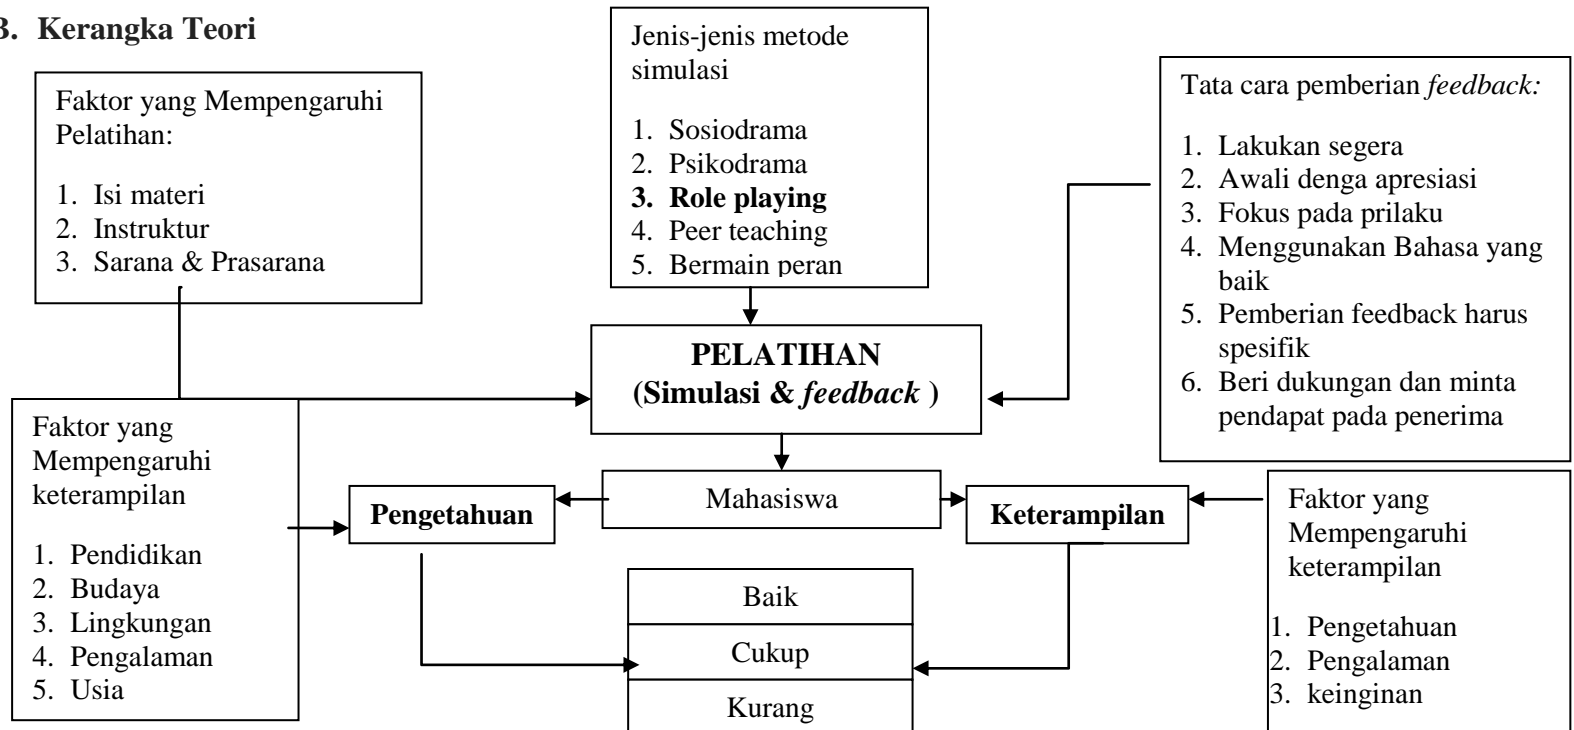 B. Kerangka Teori
Faktor yang Mempengaruhi
Pelatihan:
1. Isi materi
2. Instruktur
3. Sarana & Prasarana
Jenis-jenis metode
simulasi
1. Sosiodrama
2. Psikodrama
3. Role playing
4. Peer teaching
5. Bermain peran
Tata cara pemberian feedback:
1. Lakukan segera
2. Awali denga apresiasi
3. Fokus pada prilaku
4. Menggunakan Bahasa yang
baik
5. Pemberian feedback harus
spesifik
6. Beri dukungan dan minta
pendapat pada penerima
PELATIHAN
(Simulasi & feedback )
Faktor yang
Mempengaruhi
keterampilan
1. Pendidikan
2. Budaya
3. Lingkungan
4. Pengalaman
5. Usia
Pengetahuan
Mahasiswa
Keterampilan
Faktor yang
Mempengaruhi
keterampilan
1. Pengetahuan
2. Pengalaman
3. keinginan
Baik
Cukup
Kurang